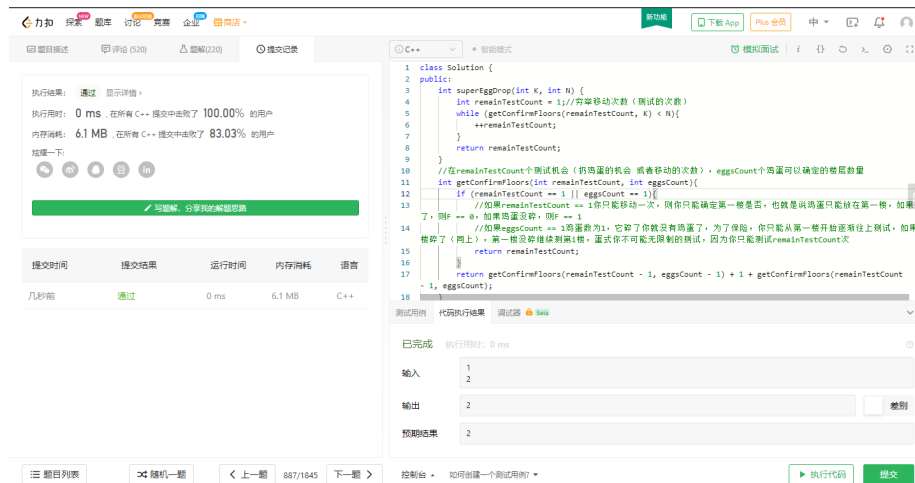 力扣 探索 NEW 题库 讨论 竞赛 企业 商店 新功能 下载 App Plus 会员 中
题目描述 评论 (520) 题解(220) 提交记录
C++ 智能模式 模拟面试
执行结果: 通过 显示详情 ›
执行用时: 0 ms , 在所有 C++ 提交中击败了 100.00% 的用户
内存消耗: 6.1 MB , 在所有 C++ 提交中击败了 83.03% 的用户
炫耀一下:
写题解, 分享我的解题思路
提交时间 提交结果 运行时间 内存消耗 语言
几秒前 通过 0 ms 6.1 MB C++
1 class Solution {
2 public:
3 int superEggDrop(int K, int N) {
4 int remainTestCount = 1;//穷举移动次数（测试的次数）
5 while (getConfirmFloors(remainTestCount, K) < N){
6 ++remainTestCount;
7 }
8 return remainTestCount;
9 }
10 //在remainTestCount个测试机会（扔鸡蛋的机会 或者移动的次数），eggsCount个鸡蛋可以确定的楼层数量
11 int getConfirmFloors(int remainTestCount, int eggsCount){
12 if (remainTestCount == 1 || eggsCount == 1){
13 //如果remainTestCount == 1你只能移动一次，则你只能确定第一楼是否，也就是说鸡蛋只能放在第一楼，如果
了，则F == 0，如果鸡蛋没碎，则F == 1
14 //如果eggsCount == 1鸡蛋数为1，它碎了你就没有鸡蛋了，为了保险，你只能从第一楼开始逐渐往上测试，如果
楼碎了（同上），第一楼没碎继续测第i楼，蛋式你不可能无限制的测试，因为你只能测试remainTestCount次
15 return remainTestCount;
16 }
17 return getConfirmFloors(remainTestCount - 1, eggsCount - 1) + 1 + getConfirmFloors(remainTestCount
- 1, eggsCount);
18 }
测试用例 代码执行结果 调试器 Beta
已完成 执行用时: 0 ms
输入
1
2
输出 2 差别
预期结果 2
题目列表 随机一题 上一题 887/1845 下一题 控制台 如何创建一个测试用例? 执行代码 提交